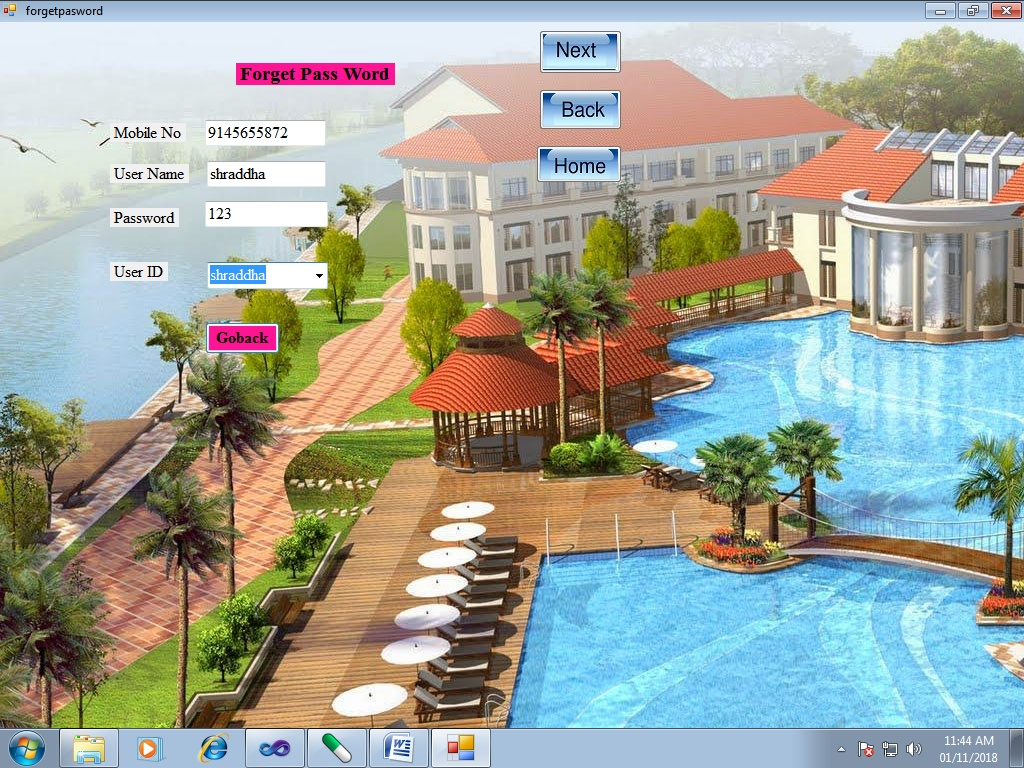 forgetpasword
Next
Forget Pass Word
Back
Mobile No 9145655872
Home
User Name shraddha
Password 123
User ID shraddha
Goback
11:44 AM
01/11/2018